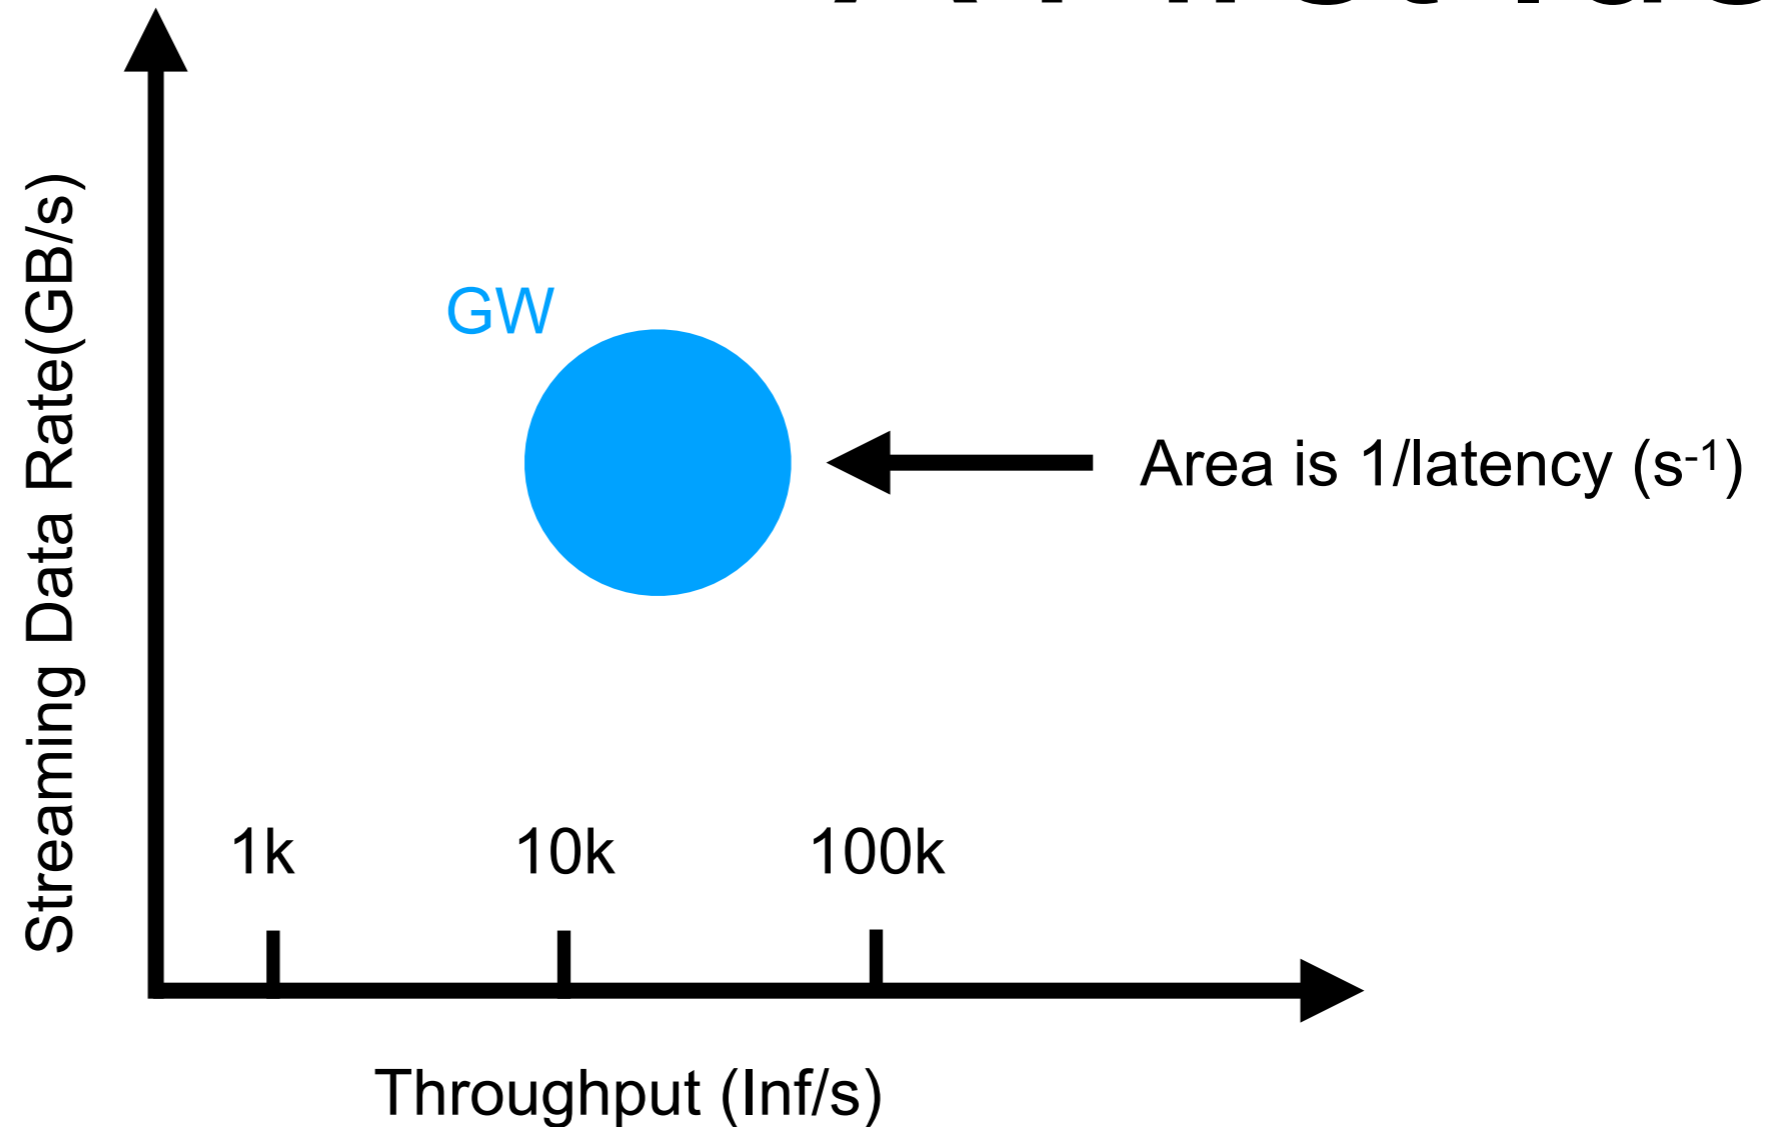 Streaming Data Rate(GB/s)
GW
Area is 1/latency (s-1)
1k 10k 100k
Throughput (Inf/s)